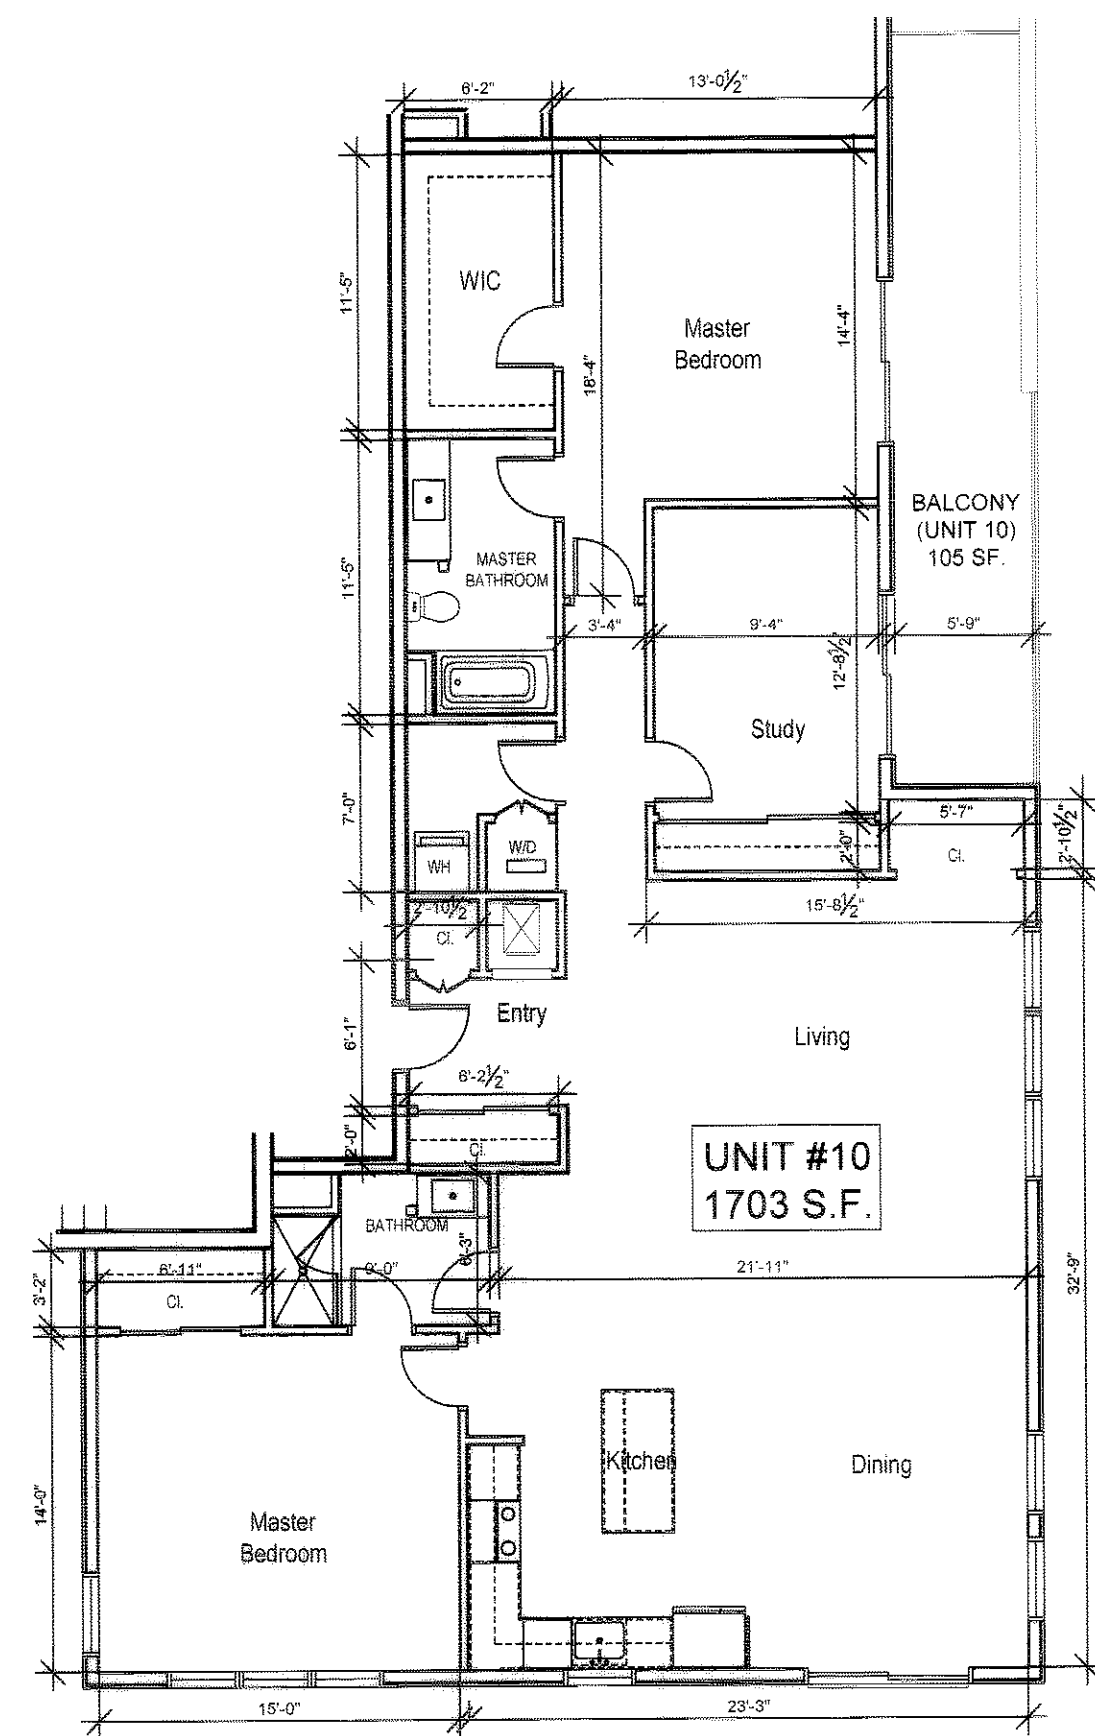 6'-2"
13'-0½"
WIC
11'-5"
Master
Bedroom
14'-4"
18'-4"
BALCONY
(UNIT 10)
105 SF.
MASTER
BATHROOM
11'-5"
3'-4"
9'-4"
5'-9"
12'-8½"
Study
7'-0"
WH
W/D
5'-7"
2'-0"
Cl.
2'-10½"
2'-10½"
Cl.
15'-8½"
Entry
Living
6'-1"
6'-2½"
2'-0"
Cl.
UNIT #10
1703 S.F.
BATHROOM
6'-3"
3'-2"
6'-11"
Cl.
9'-0"
21'-11"
32'-9"
Kitchen
Dining
14'-0"
Master
Bedroom
15'-0"
23'-3"